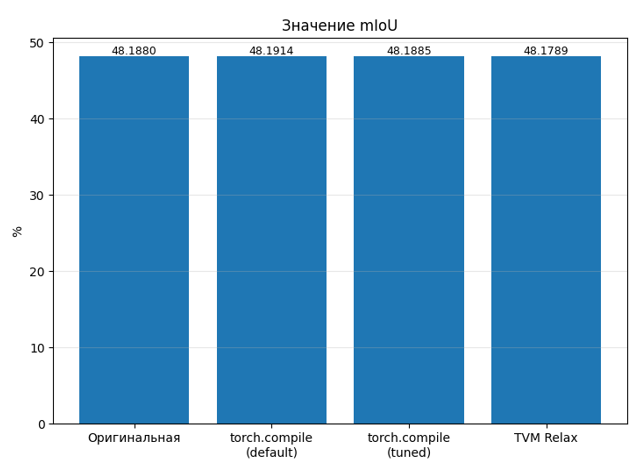 Значение mIoU
48.1880
48.1914
48.1885
48.1789
50
40
30
20
10
0
%
Оригинальная
torch.compile
(default)
torch.compile
(tuned)
TVM Relax